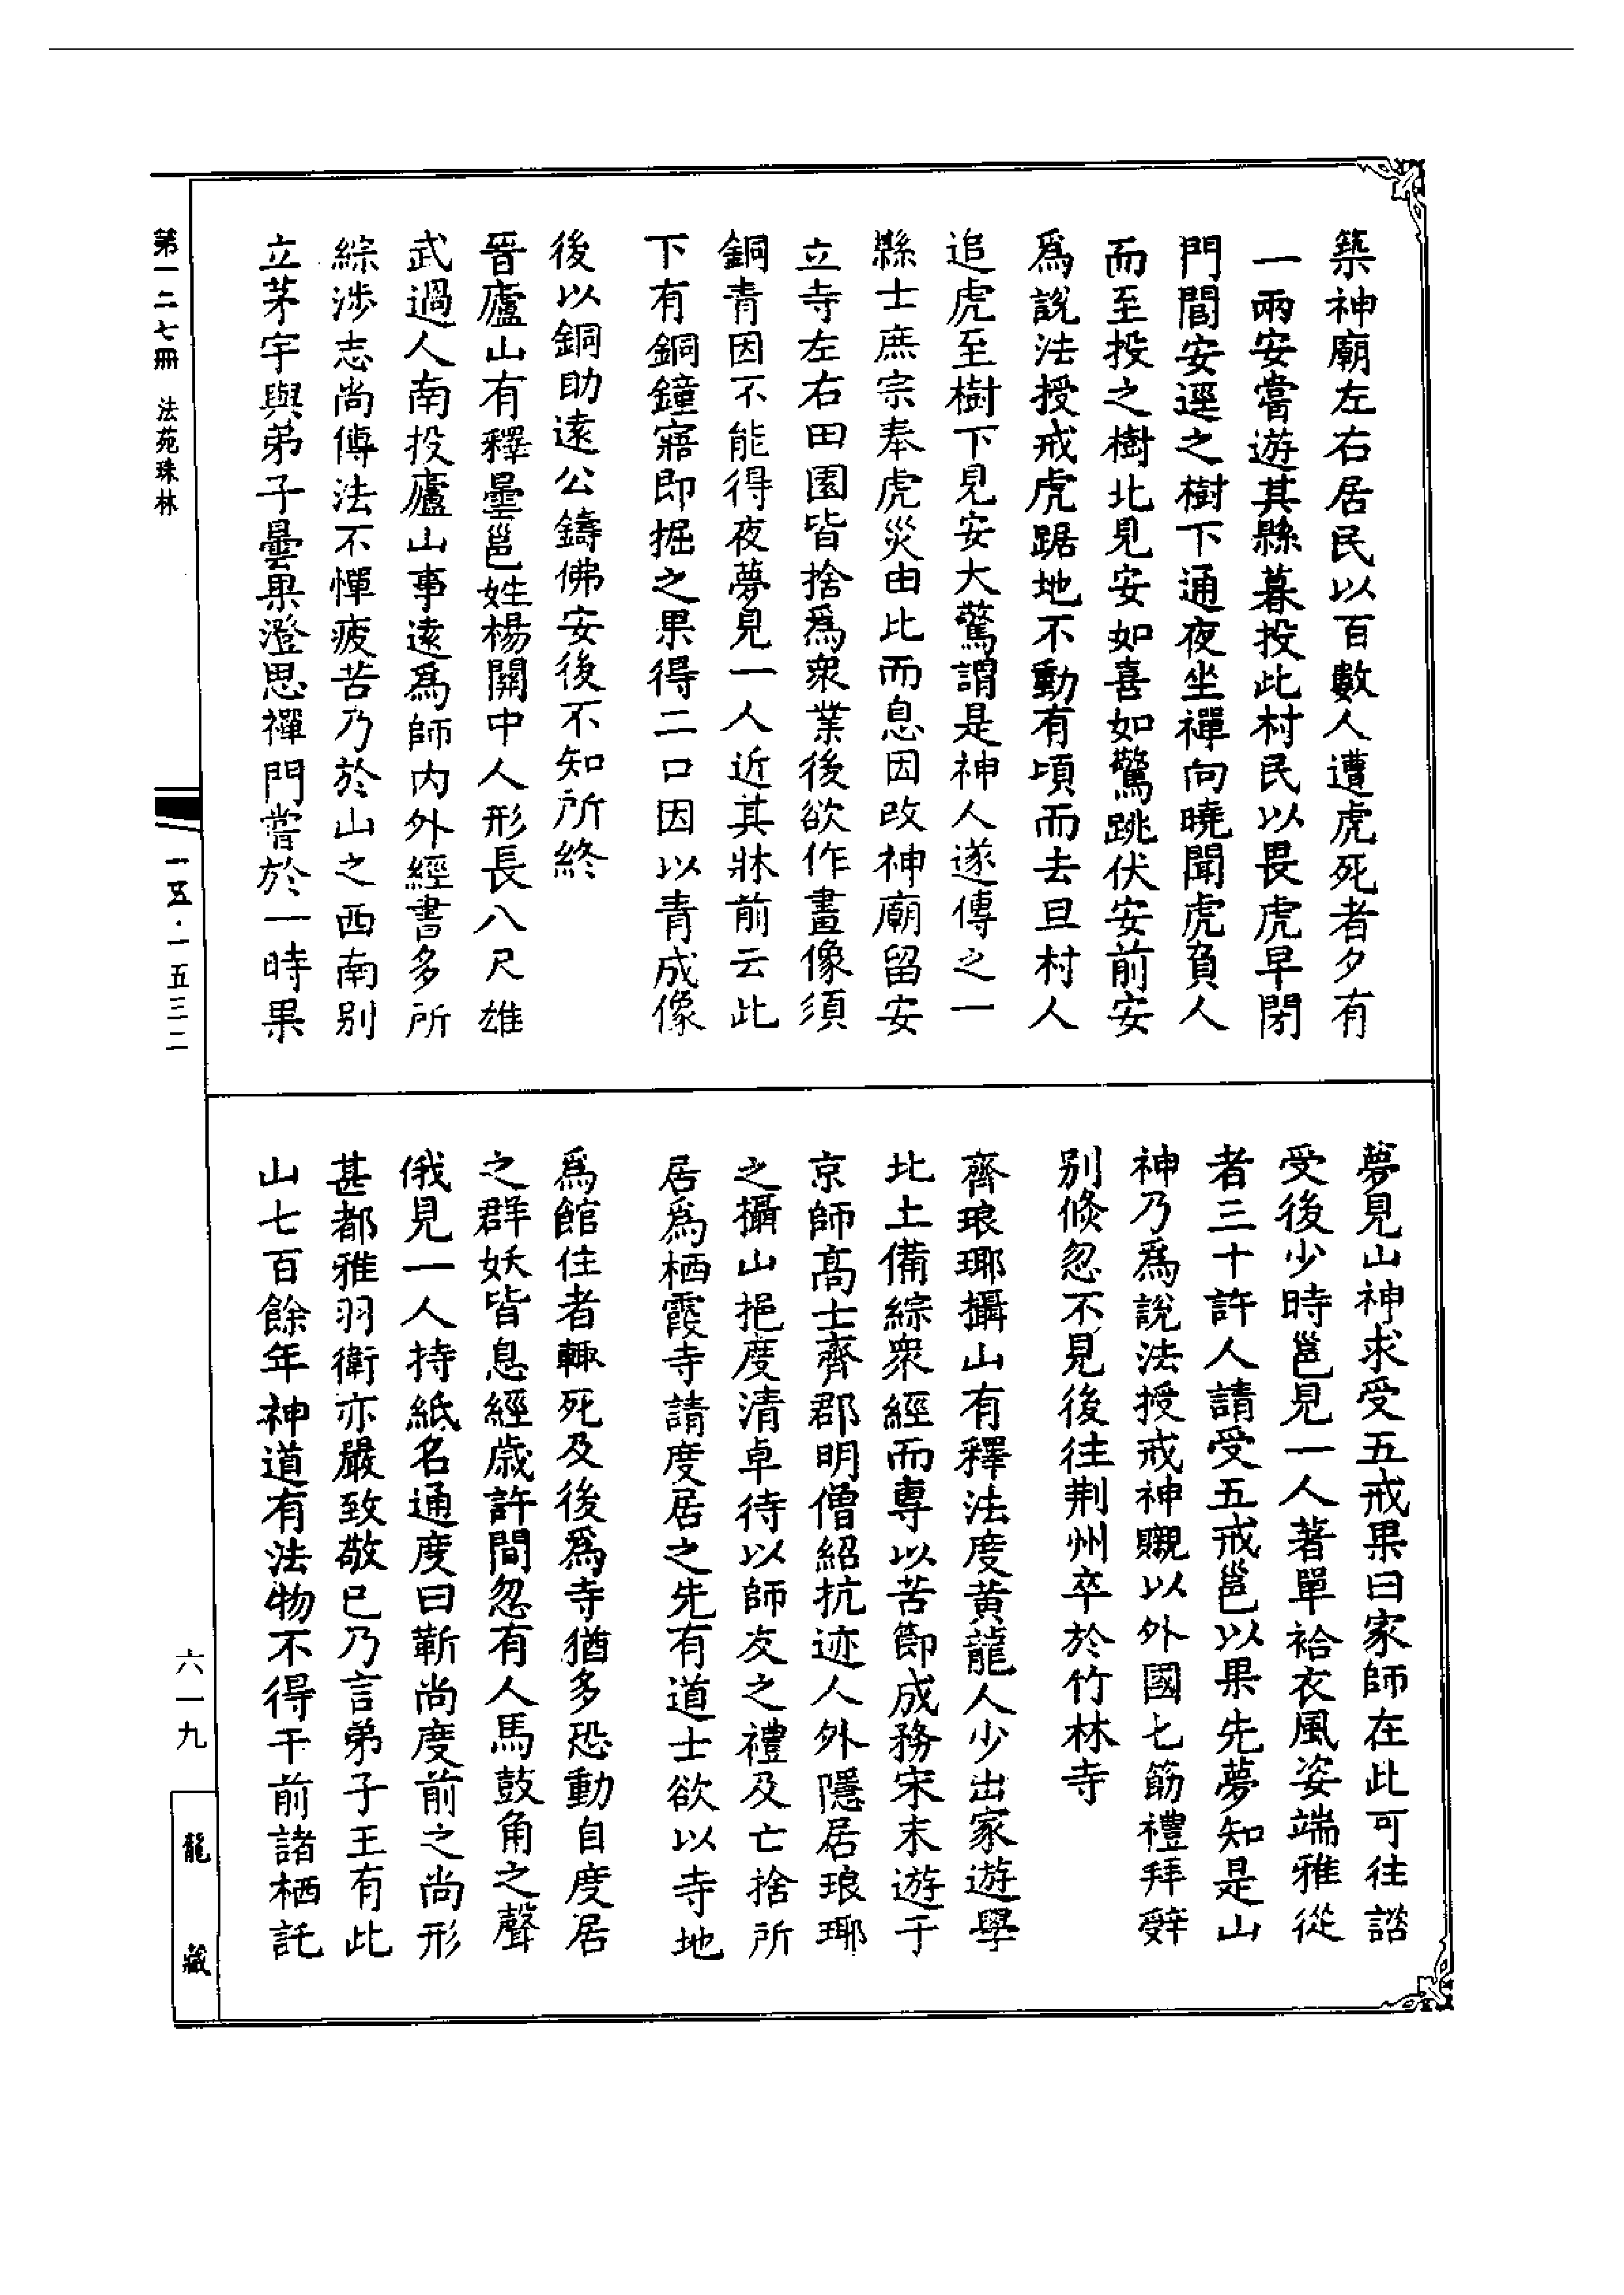 築神廟左右居民以百數人遭虎死者夕有
一兩安嘗遊其縣暮投此村民以畏虎早閉
門閭安逕之樹下通夜坐禪向曉聞虎負人
而至投之樹北見安如喜如驚跳伏安前安
爲說法授戒虎踞地不動有頃而去旦村人
追虎至樹下見安大驚謂是神人遂傳之一
縣士庶宗奉虎災由此而息因改神廟留安
立寺左右田園皆捨爲衆業後欲作畫像須
銅青因不能得夜夢見一人近其牀前云此
下有銅鐘寤即掘之果得二口因以青成像
後以銅助遠公鑄佛安後不知所終
晉廬山有釋曇邕姓楊關中人形長八尺雄
武過人南投廬山事遠爲師內外經書多所
綜涉志尚傳法不憚疲苦乃於山之西南別
立茅宇與弟子曇果澄思禪門嘗於一時果
夢見山神求受五戒果曰家師在此可往諮
受後少時邕見一人著單袷衣風姿端雅從
者三十許人請受五戒邕以果先夢知是山
神乃爲說法授戒神矙以外國匕筯禮拜辭
別倏忽不見後往荆州卒於竹林寺
齊琅瑘攝山有釋法度黃龍人少出家遊學
北土備綜衆經而專以苦節成務宋末遊于
京師高士齊郡明僧紹抗迹人外隱居琅瑘
之攝山挹度清卓待以師友之禮及亡捨所
居爲栖霞寺請度居之先有道士欲以寺地
爲館住者輙死及後爲寺猶多恐動自度居
之群妖皆息經歲許間忽有人馬鼓角之聲
俄見一人持紙名通度曰靳尚度前之尚形
甚都雅羽衛亦嚴致敬已乃言弟子王有此
山七百餘年神道有法物不得干前諸栖託
第一二七冊 法苑珠林
一五·一五三二
六一九
龍藏